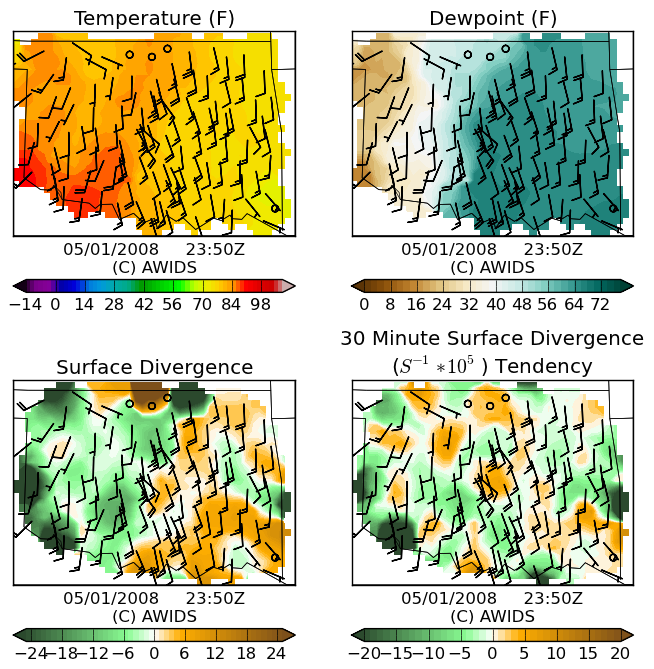 Temperature (F)
Dewpoint (F)
05/01/2008 23:50Z
(C) AWIDS
05/01/2008 23:50Z
(C) AWIDS
−14 0 14 28 42 56 70 84 98
0 8 16 24 32 40 48 56 64 72
Surface Divergence
30 Minute Surface Divergence
(S⁻¹ *10⁵ ) Tendency
05/01/2008 23:50Z
(C) AWIDS
05/01/2008 23:50Z
(C) AWIDS
−24 −18 −12 −6 0 6 12 18 24
−20 −15 −10 −5 0 5 10 15 20